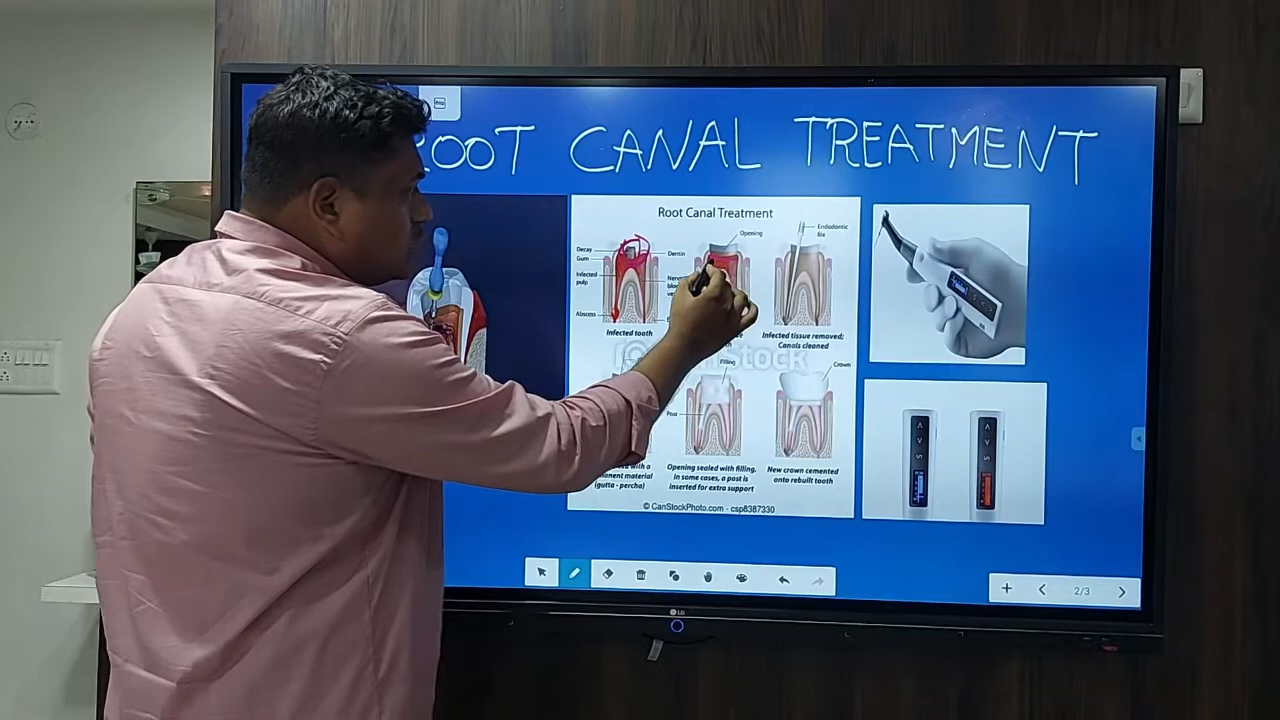 ROOT CANAL TREATMENT
Root Canal Treatment
Decay
Gum
Infected
pulp
Abscess
Dentin
Infected tooth
Opening
Endodontic
file
Infected tissue removed;
Canals cleaned
with a
(gutta - percha)
Filling
Post
Opening sealed with filling.
In some cases, a post is
inserted for extra support
Crown
New crown cemented
onto rebuilt tooth
© CanStockPhoto.com - csp8387330
2/3
LG